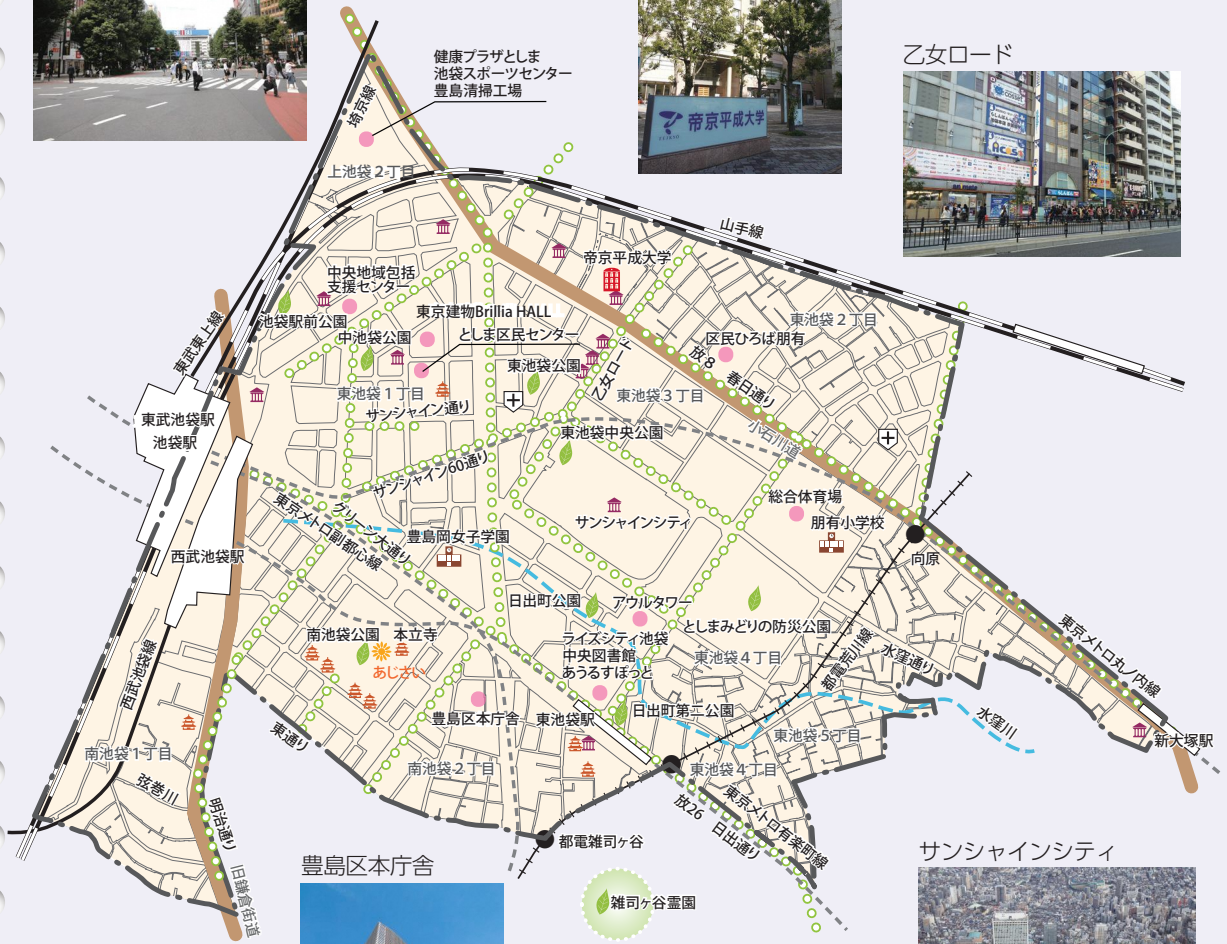 乙女ロード
帝京平成大学
健康プラザとしま
池袋スポーツセンター
豊島清掃工場
埼京線
上池袋2丁目
山手線
帝京平成大学
中央地域包括
支援センター
池袋駅前公園
東京建物Brillia HALL
中池袋公園
としま区民センター
東池袋公園
乙女ロード
東池袋2丁目
区民ひろば朋有
放8 春日通り
東武東上線
東池袋1丁目
サンシャイン通り
東池袋3丁目
東武池袋駅
池袋駅
東池袋中央公園
小石川道
サンシャイン60通り
総合体育場
朋有小学校
サンシャインシティ
グリーン大通り
東京メトロ副都心線
豊島岡女子学園
西武池袋駅
向原
日出町公園
アウルタワー
としまみどりの防災公園
南池袋公園
本立寺
あじさい
ライズシティ池袋
中央図書館
あうるすぽっと
東池袋4丁目
都電荒川線
水窪通り
東京メトロ丸ノ内線
西武池袋線
豊島区本庁舎
東池袋駅
日出町第二公園
東池袋5丁目
水窪川
新大塚駅
東通り
南池袋1丁目
南池袋2丁目
東池袋4丁目
弦巻川
明治通り
旧鎌倉街道
放26 日出通り
東京メトロ有楽町線
都電雑司ヶ谷
雑司ヶ谷霊園
豊島区本庁舎
サンシャインシティ